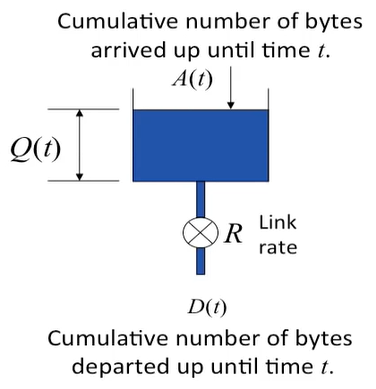 Cumulative number of bytes
arrived up until time t.
A(t)
Q(t)
R Link
rate
D(t)
Cumulative number of bytes
departed up until time t.